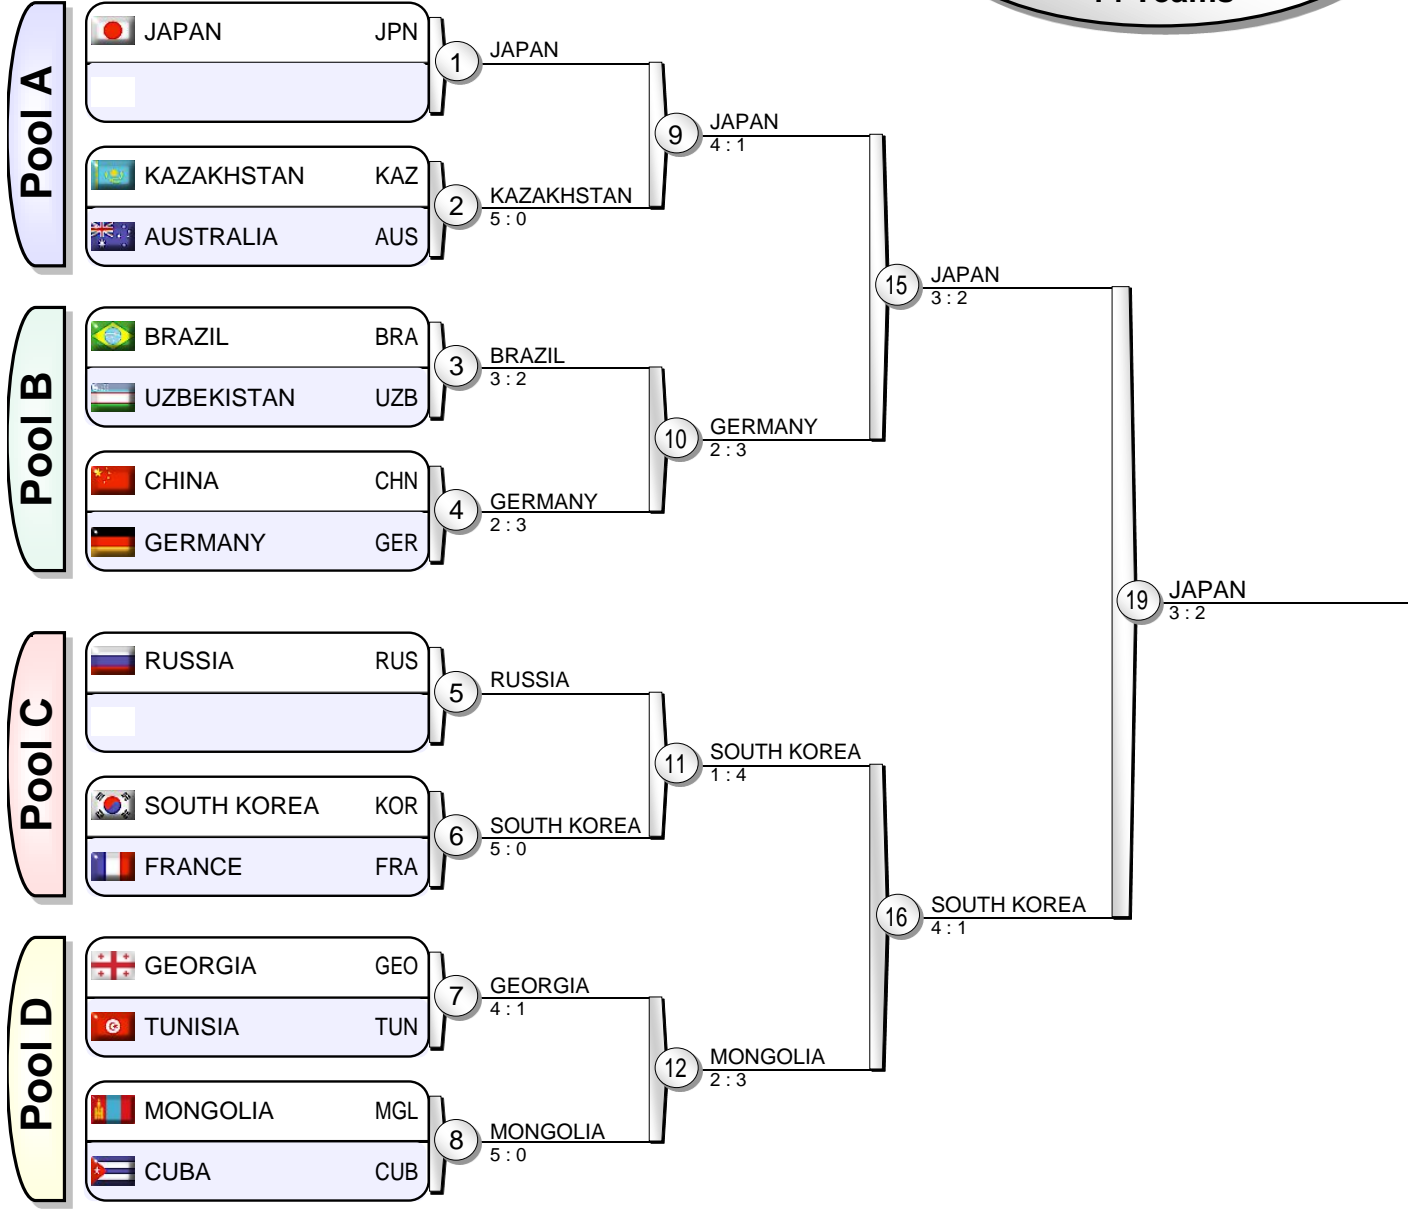 14 Teams
Pool A
JAPAN JPN
KAZAKHSTAN KAZ
AUSTRALIA AUS
1
JAPAN
2
KAZAKHSTAN
5 : 0
9
JAPAN
4 : 1
Pool B
BRAZIL BRA
UZBEKISTAN UZB
CHINA CHN
GERMANY GER
3
BRAZIL
3 : 2
4
GERMANY
2 : 3
10
GERMANY
2 : 3
15
JAPAN
3 : 2
Pool C
RUSSIA RUS
SOUTH KOREA KOR
FRANCE FRA
5
RUSSIA
6
SOUTH KOREA
5 : 0
11
SOUTH KOREA
1 : 4
Pool D
GEORGIA GEO
TUNISIA TUN
MONGOLIA MGL
CUBA CUB
7
GEORGIA
4 : 1
8
MONGOLIA
5 : 0
12
MONGOLIA
2 : 3
16
SOUTH KOREA
4 : 1
19
JAPAN
3 : 2